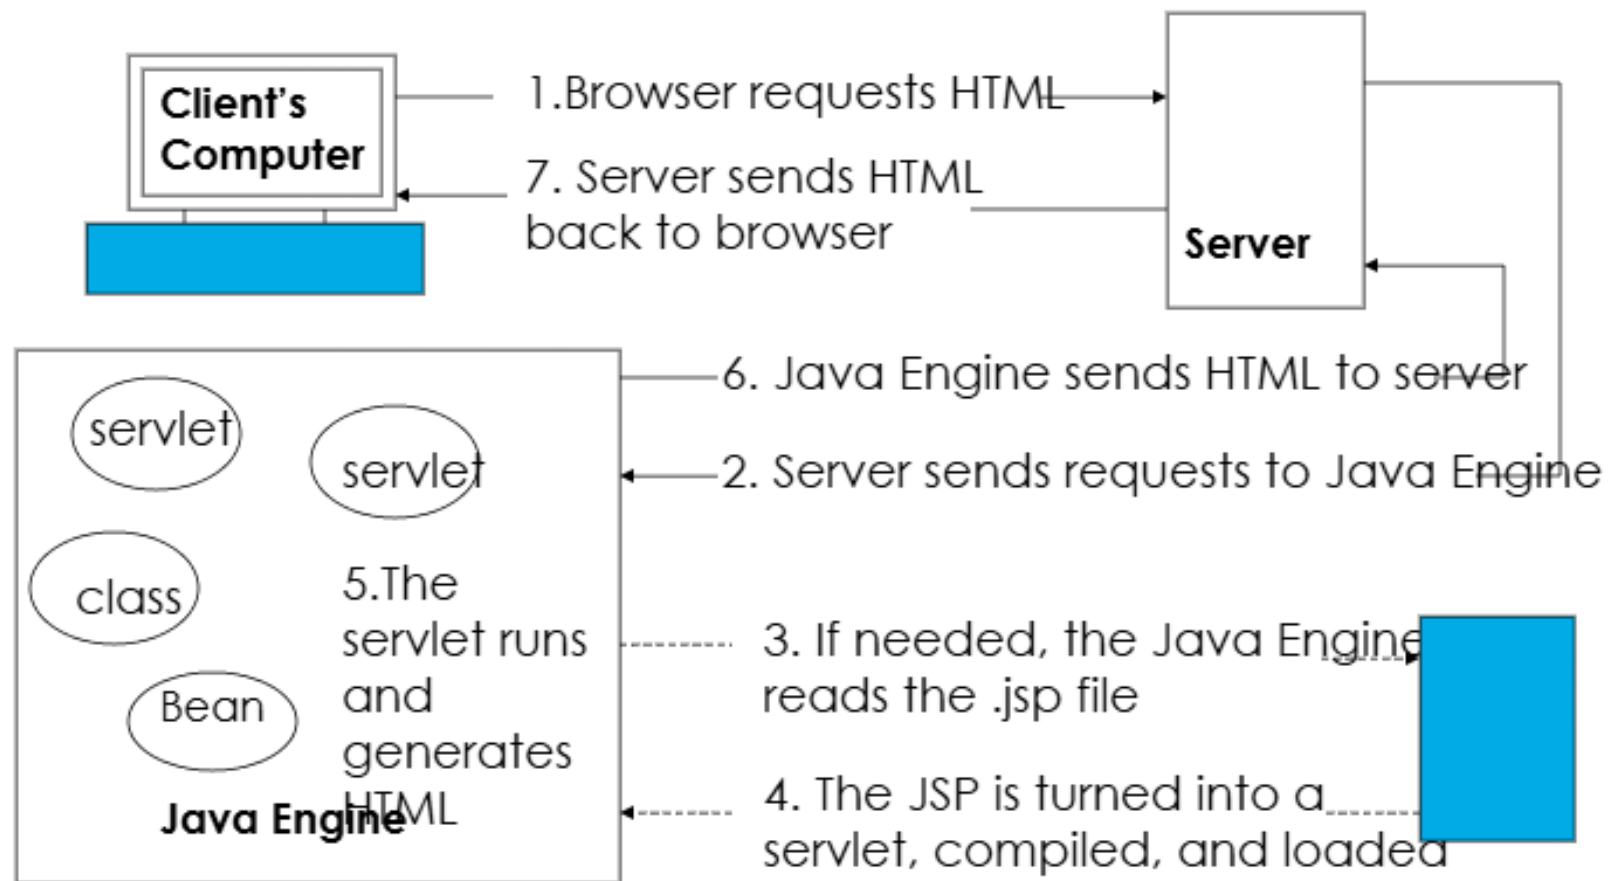 Client's
Computer
1.Browser requests HTML
7. Server sends HTML
back to browser
Server
6. Java Engine sends HTML to server
2. Server sends requests to Java Engine
servlet
servlet
class
Bean
5.The
servlet runs
and
generates
HTML
Java Engine
3. If needed, the Java Engine
reads the .jsp file
4. The JSP is turned into a
servlet, compiled, and loaded